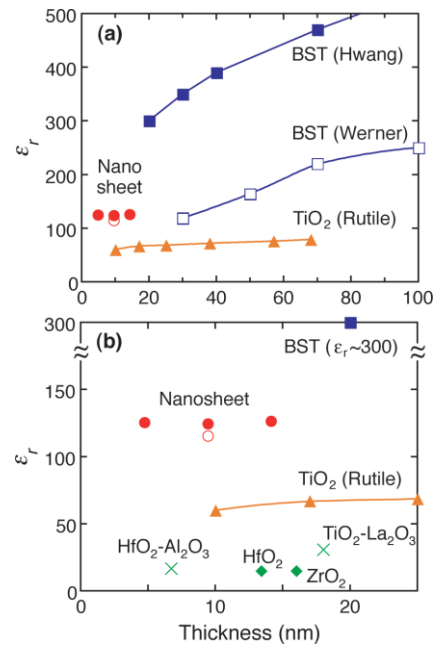 500
(a)
BST (Hwang)
400
300
BST (Werner)
Nano
sheet
200
εr
100
TiO2 (Rutile)
0
20
40
60
80
100
300
(b)
BST (εr~300)
≈
≈
150
Nanosheet
100
εr
TiO2 (Rutile)
50
HfO2-Al2O3
HfO2
TiO2-La2O3
ZrO2
0
0
10
20
Thickness (nm)